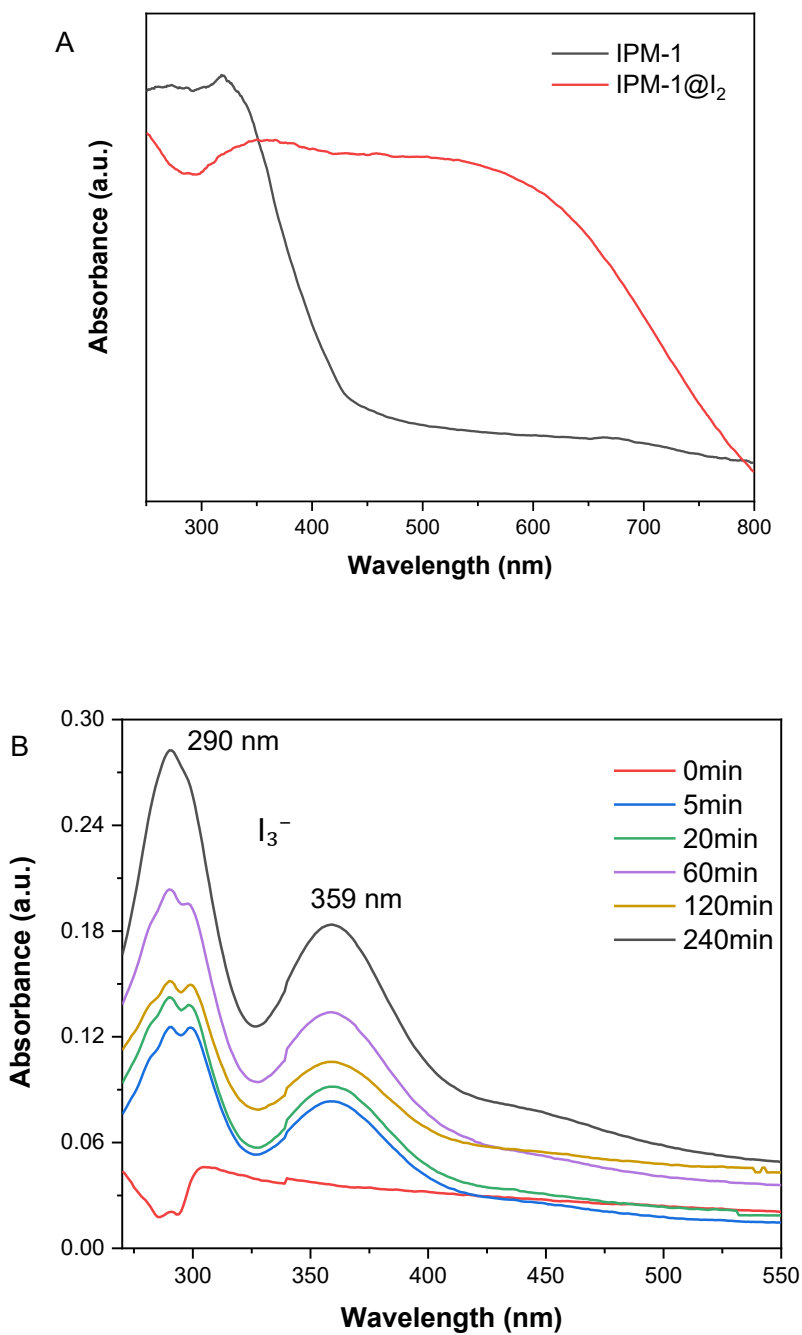 A
IPM-1
IPM-1@I₂
Absorbance (a.u.)
300 400 500 600 700 800
Wavelength (nm)
B
0.30
0.24
0.18
0.12
0.06
0.00
290 nm
I₃⁻
359 nm
0min
5min
20min
60min
120min
240min
Absorbance (a.u.)
300 350 400 450 500 550
Wavelength (nm)